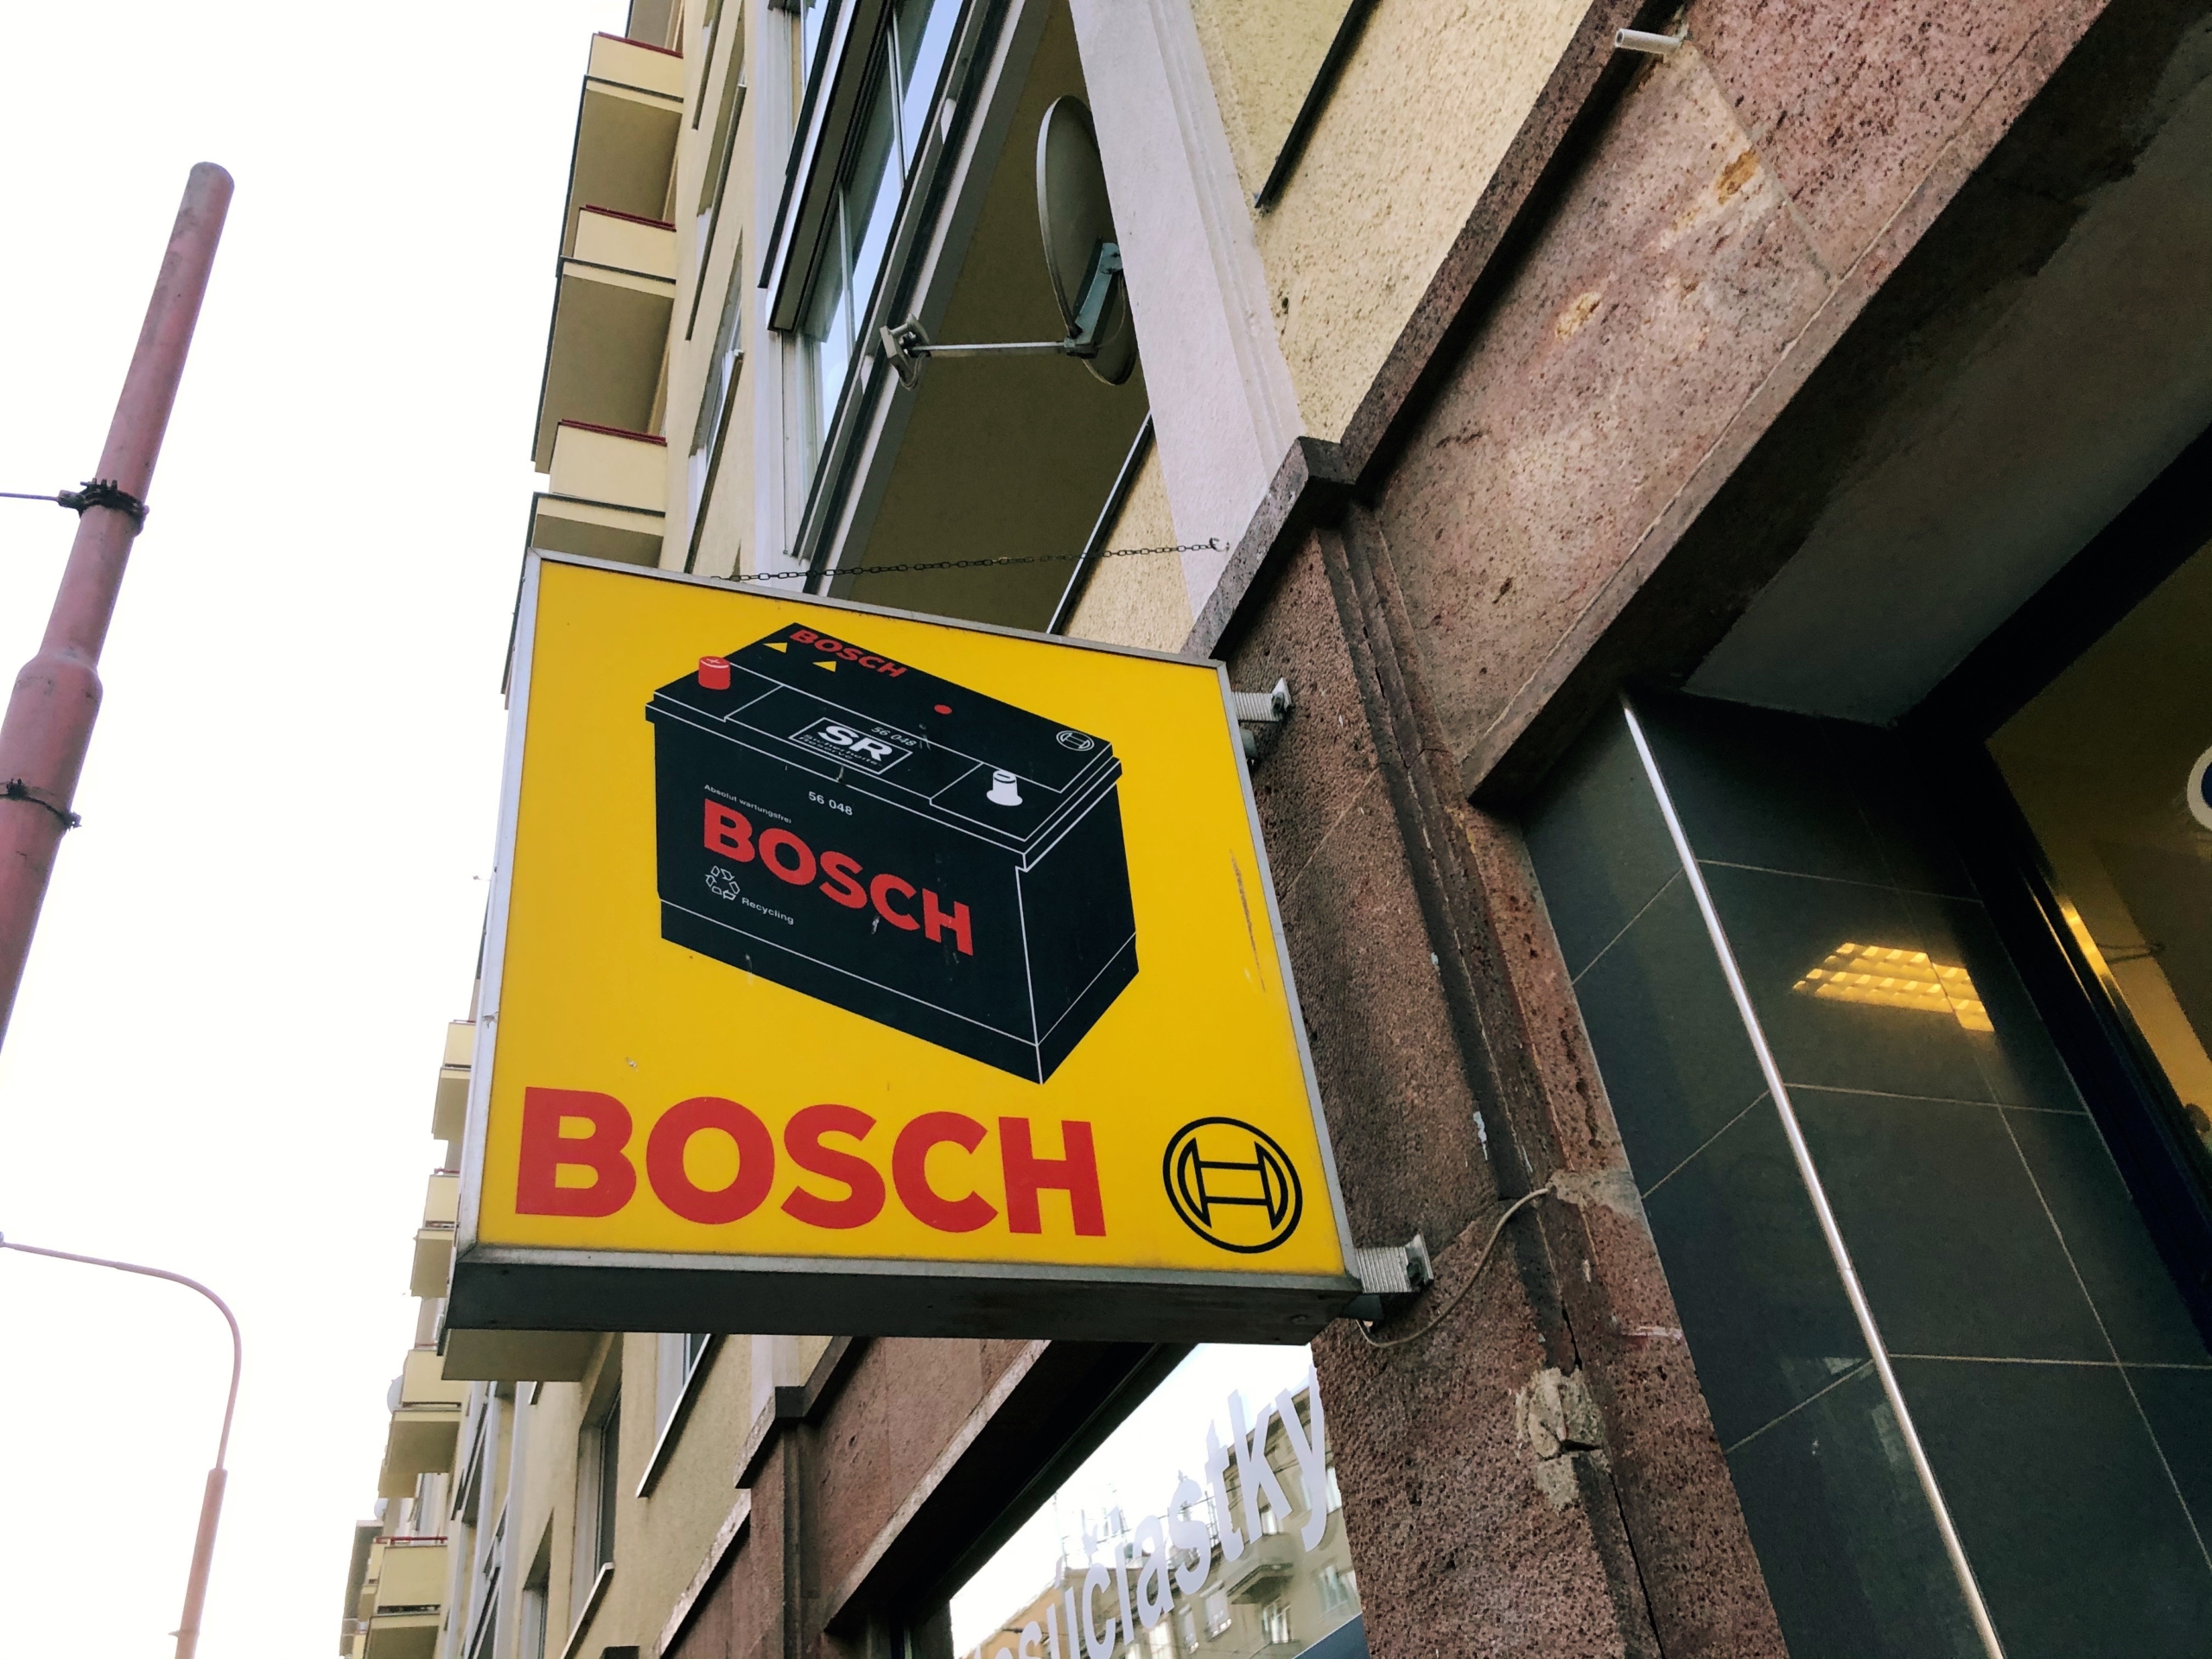 BOSCH
56 048
SR
56 048
Absolut wartungsfrei
BOSCH
Recycling
BOSCH
súčiastky